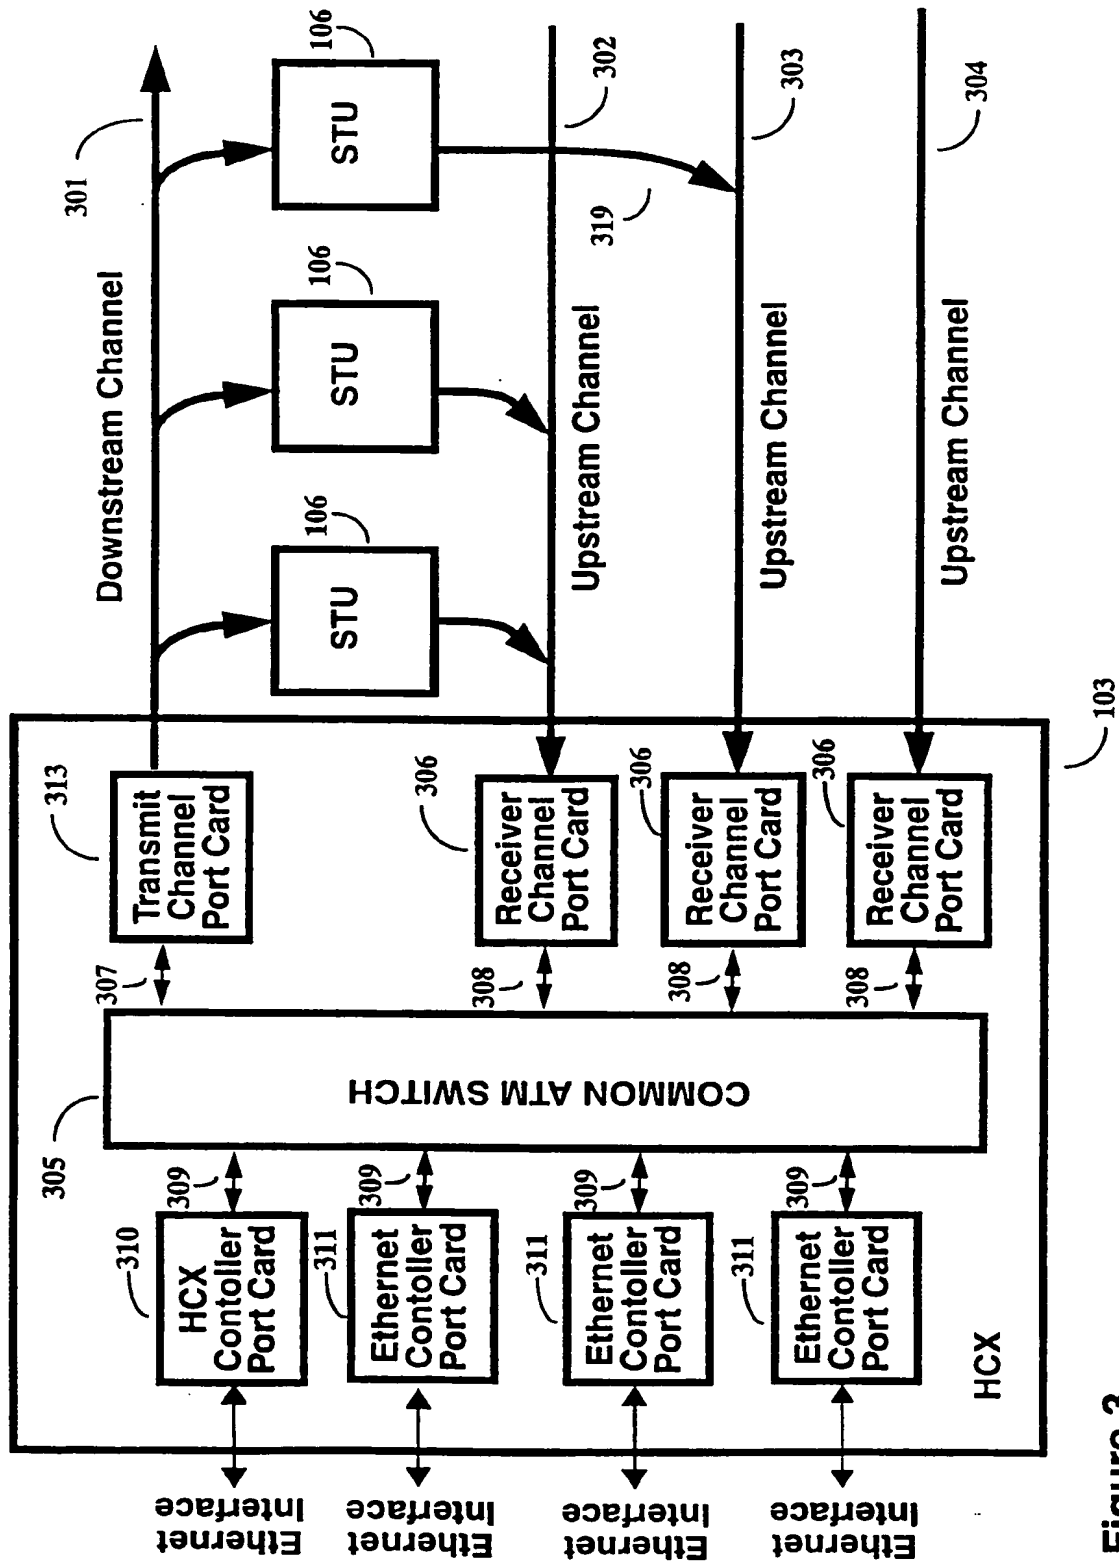 301
Downstream Channel
106
STU
106
STU
106
STU
302
Upstream Channel
319
303
Upstream Channel
304
Upstream Channel
103
313
Transmit
Channel
Port Card
306
Receiver
Channel
Port Card
306
Receiver
Channel
Port Card
306
Receiver
Channel
Port Card
307
308
308
308
305
COMMON ATM SWITCH
309
309
309
309
310
HCX
Contoller
Port Card
311
Ethernet
Contoller
Port Card
311
Ethernet
Contoller
Port Card
311
Ethernet
Contoller
Port Card
HCX
Ethernet
Interface
Ethernet
Interface
Ethernet
Interface
Ethernet
Interface
Figure 3